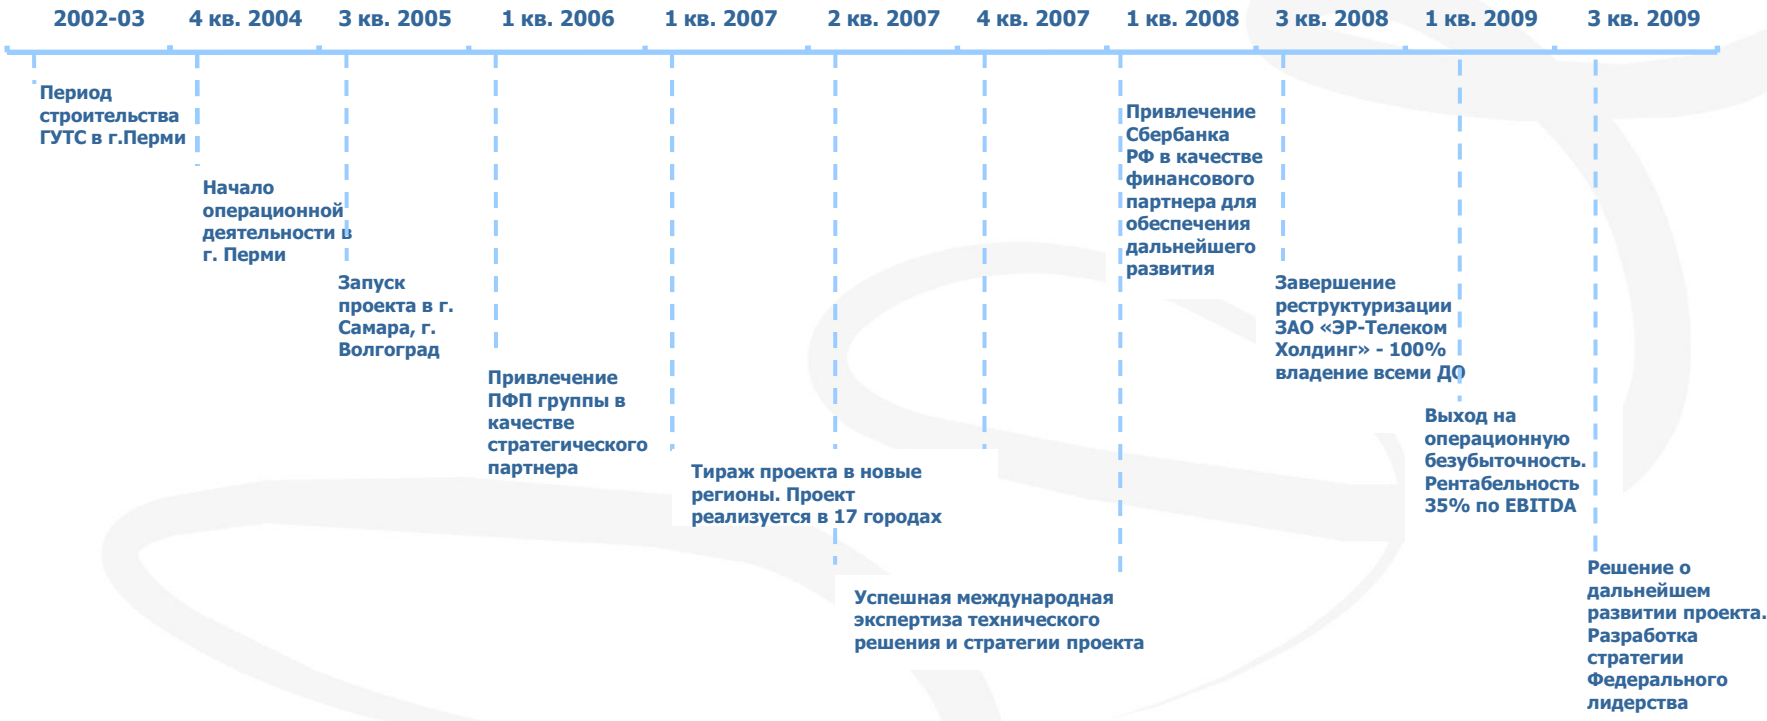 2002-03
4 кв. 2004
3 кв. 2005
1 кв. 2006
1 кв. 2007
2 кв. 2007
4 кв. 2007
1 кв. 2008
3 кв. 2008
1 кв. 2009
3 кв. 2009
Период
строительства
ГУТС в г.Перми
Начало
операционной
деятельности в
г. Перми
Запуск
проекта в г.
Самара, г.
Волгоград
Привлечение
ПФП группы в
качестве
стратегического
партнера
Тираж проекта в новые
регионы. Проект
реализуется в 17 городах
Успешная международная
экспертиза технического
решения и стратегии проекта
Привлечение
Сбербанка
РФ в качестве
финансового
партнера для
обеспечения
дальнейшего
развития
Завершение
реструктуризации
ЗАО «ЭР-Телеком
Холдинг» - 100%
владение всеми ДО
Выход на
операционную
безубыточность.
Рентабельность
35% по EBITDA
Решение о
дальнейшем
развитии проекта.
Разработка
стратегии
Федерального
лидерства